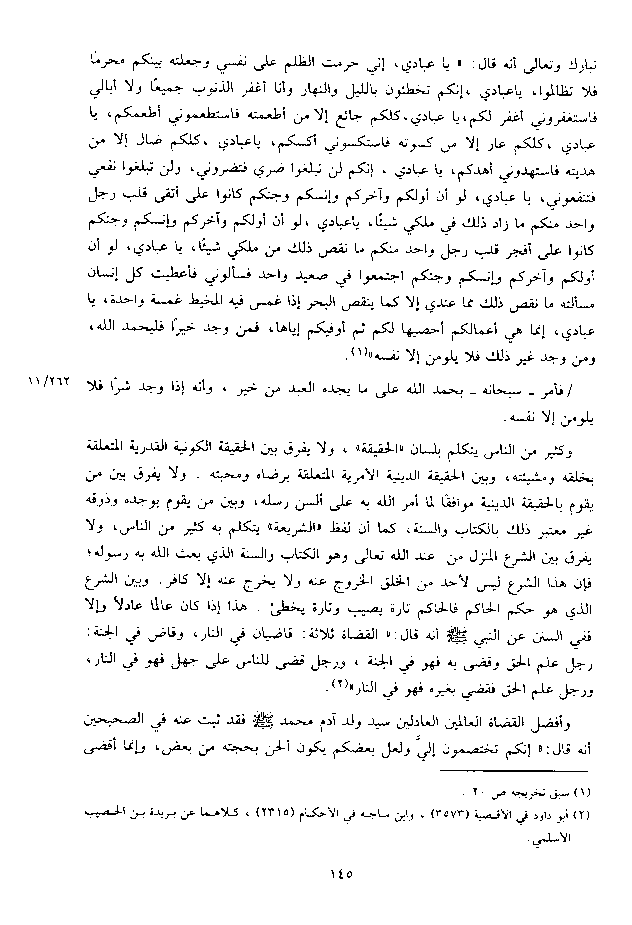 تبارك وتعالى أنه قال: « يا عبادي، إني حرمت الظلم على نفسي وجعلته بينكم محرمًا
فلا تظالموا، ياعبادي ،إنكم تخطئون بالليل والنهار وأنا أغفر الذنوب جميعًا ولا أبالي
فاستغفروني أغفر لكم،يا عبادي،كلكم جائع إلا من أطعمته فاستطعموني أطعمكم، يا
عبادي ،كلكم عار إلا من كسوته فاستكسوني أكسكم، ياعبادي ،كلكم ضال إلا من
هديته فاستهدوني أهدكم، يا عبادي ، إنكم لن تبلغوا ضري فتضروني، ولن تبلغوا نفعي
فتنفعوني، يا عبادي، لو أن أولكم وآخركم وإنسكم وجنكم كانوا على أتقى قلب رجل
واحد منكم ما زاد ذلك في ملكي شيئًا، ياعبادي ،لو أن أولكم وآخركم وإنسكم وجنكم
كانوا على أفجر قلب رجل واحد منكم ما نقص ذلك من ملكي شيئًا، يا عبادي، لو أن
أولكم وآخركم وإنسكم وجنكم اجتمعوا في صعيد واحد فسألوني فأعطيت كل إنسان
مسألته ما نقص ذلك مما عندي إلا كما ينقص البحر إذا غمس فيه المخيط غمسة واحدة، يا
عبادي، إنما هي أعمالكم أحصيها لكم ثم أوفيكم إياها، فمن وجد خيرًا فليحمد الله،
ومن وجد غير ذلك فلا يلومن إلا نفسه»(١).
/ فأمر ـ سبحانه ـ بحمد الله على ما يجده العبد من خير ، وأنه إذا وجد شرًا فلا ١١/٢٦٢
يلومن إلا نفسه.
وكثير من الناس يتكلم بلسان «الحقيقة» ، ولا يفرق بين الحقيقة الكونية القدرية المتعلقة
بخلقه ومشيئته، وبين الحقيقة الدينية الأمرية المتعلقة برضاه ومحبته . ولا يفرق بين من
يقوم بالحقيقة الدينية موافقًا لما أمر الله به على ألسن رسله، وبين من يقوم بوجده وذوقه
غير معتبر ذلك بالكتاب والسنة، كما أن لفظ «الشريعة» يتكلم به كثير من الناس، ولا
يفرق بين الشرع المنزل من عند الله تعالى وهو الكتاب والسنة الذي بعث الله به رسوله؛
فإن هذا الشرع ليس لأحد من الخلق الخروج عنه ولا يخرج عنه إلا كافر. وبين الشرع
الذي هو حكم الحاكم فالحاكم تارة يصيب وتارة يخطئ . هذا إذا كان عالمًا عادلاً وإلا
ففي السنن عن النبي ﷺ أنه قال:« القضاة ثلاثة: قاضيان في النار، وقاض في الجنة:
رجل علم الحق وقضى به فهو في الجنة ، ورجل قضى للناس على جهل فهو في النار،
ورجل علم الحق فقضي بغيره فهو في النار»(٢).
وأفضل القضاة العالمين العادلين سيد ولد آدم محمد ﷺ فقد ثبت عنه في الصحيحين
أنه قال:« إنكم تختصمون إليَّ ولعل بعضكم يكون ألحن بحجته من بعض، وإنما أقضى
(١) سبق تخريجه ص ٢٠ .
(٢) أبو داود في الأقضية (٣٥٧٣) ، وابن ماجه في الأحكام (٢٣١٥) ، كلاهما عن بريدة بن الحصيب
الأسلمي.
١٤٥